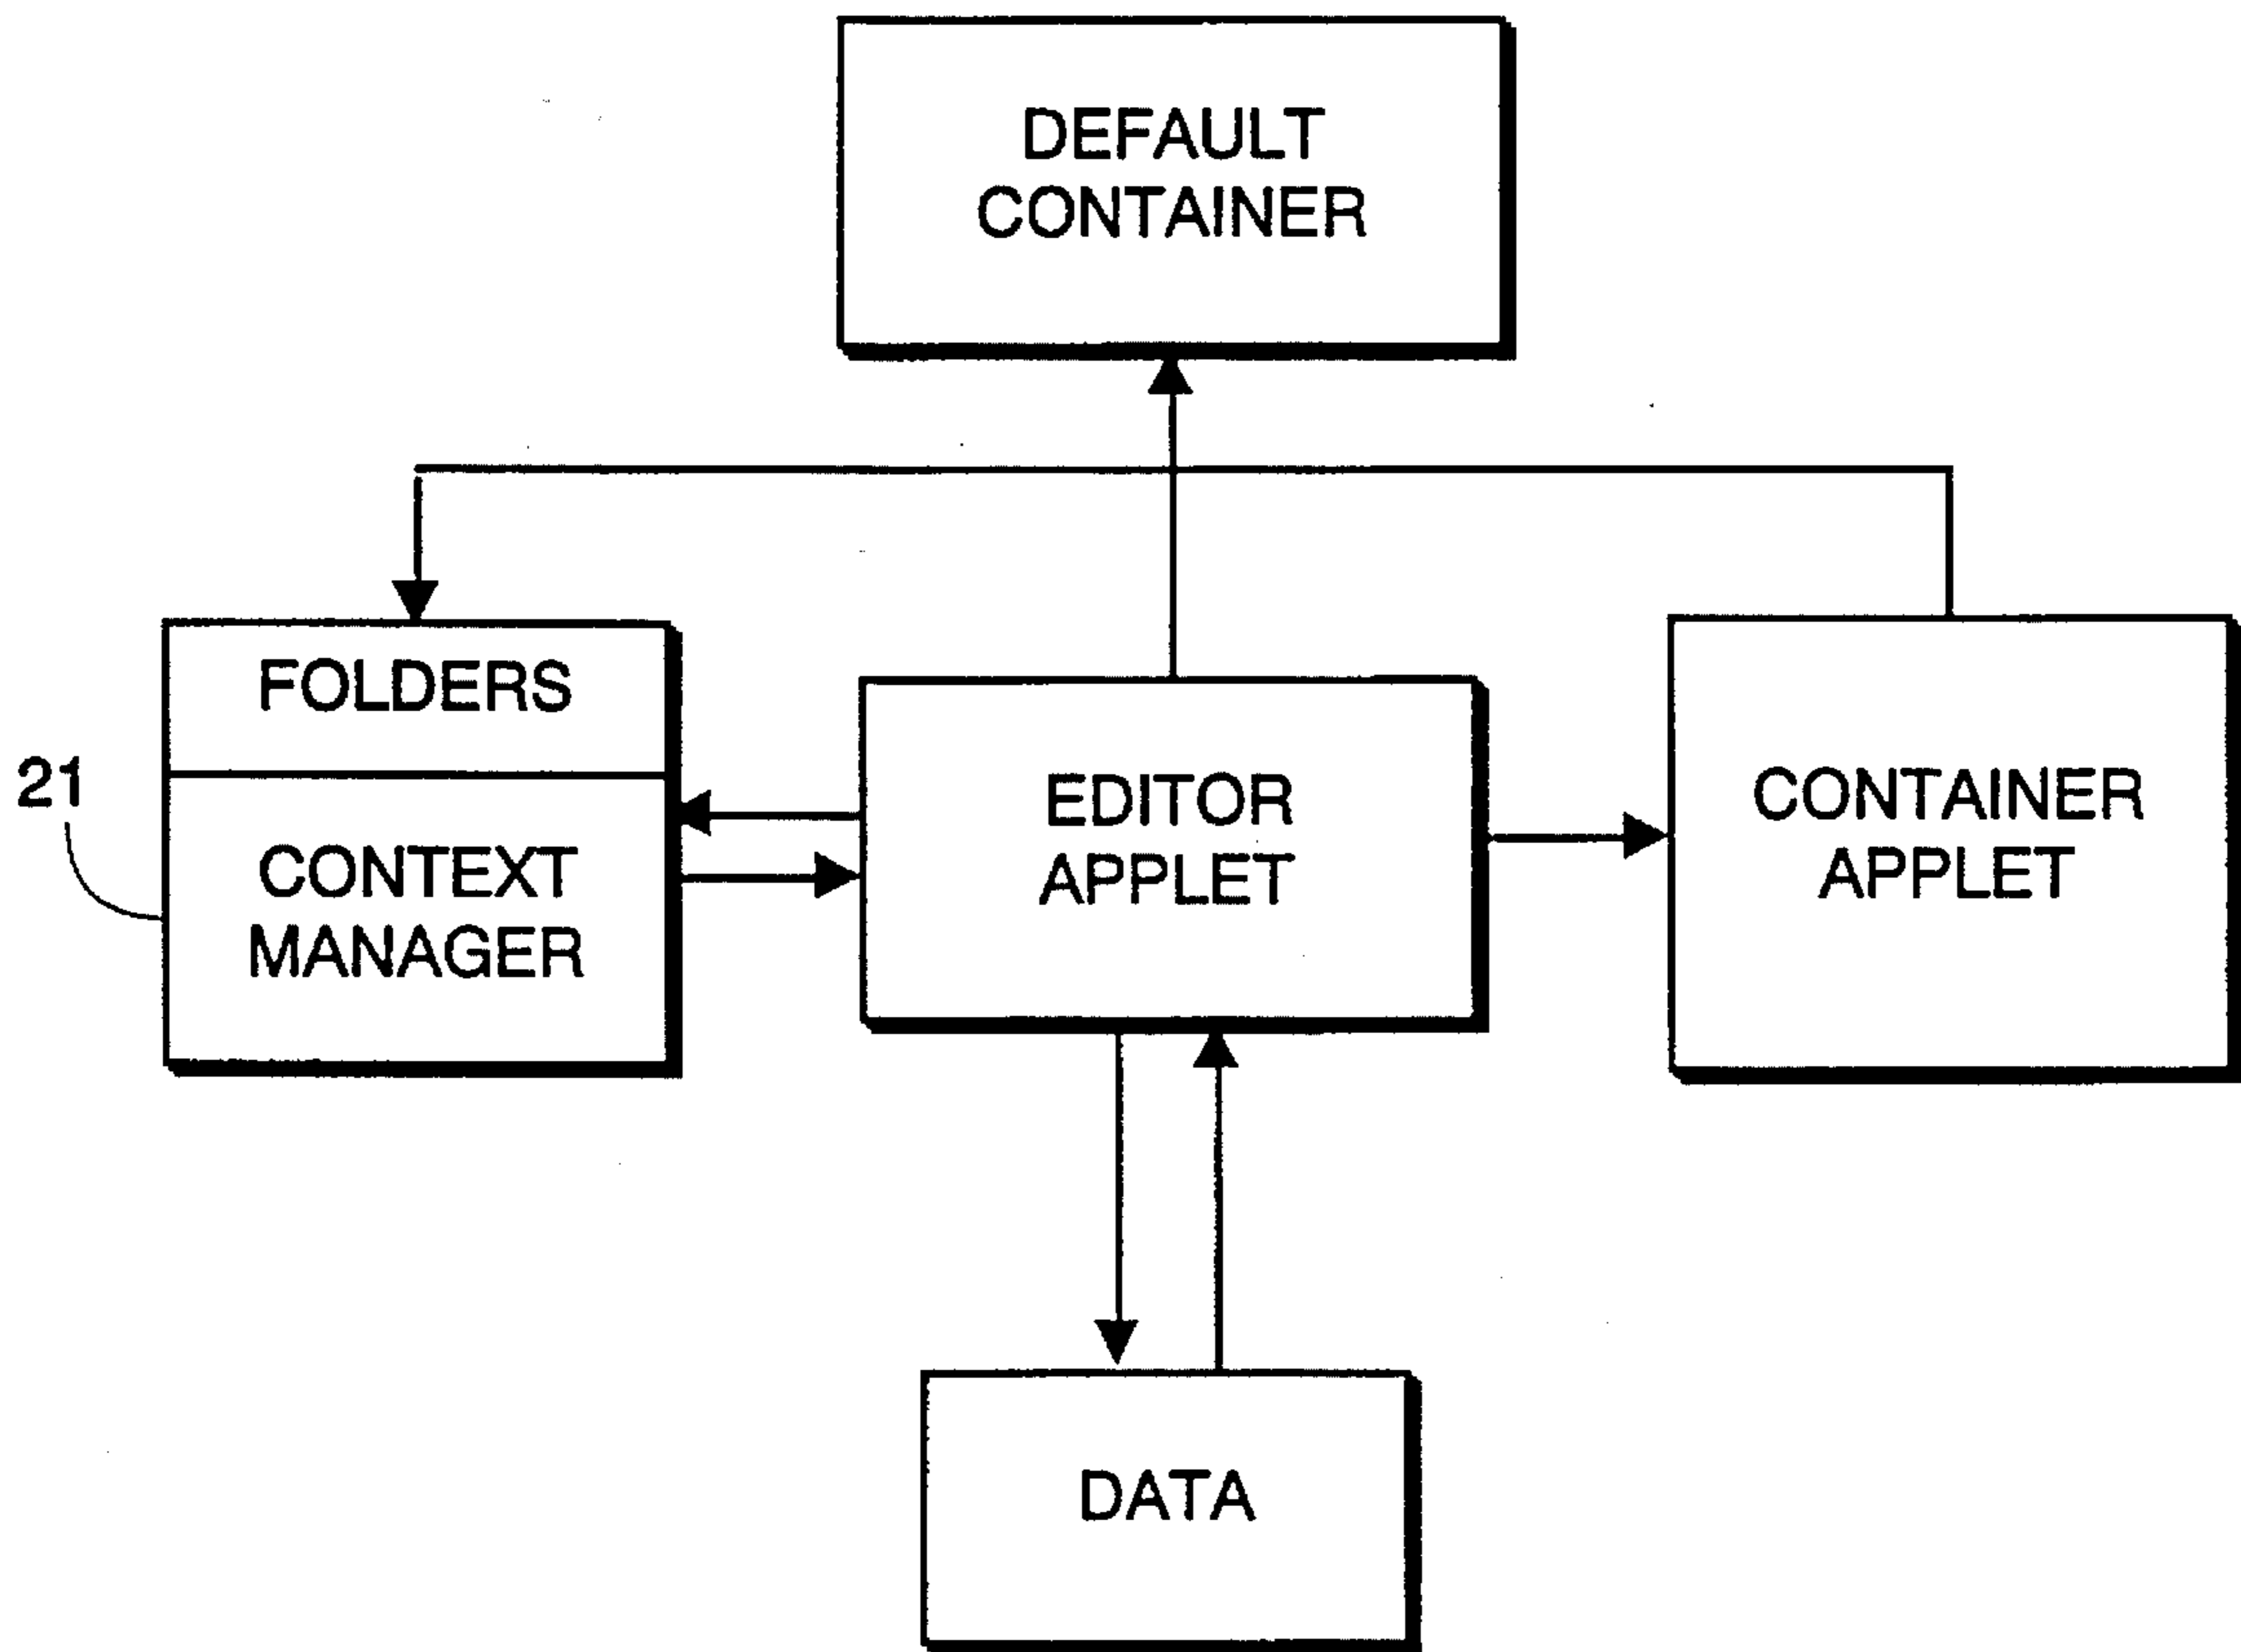 DEFAULT
CONTAINER
FOLDERS
21
CONTEXT
MANAGER
EDITOR
APPLET
CONTAINER
APPLET
DATA